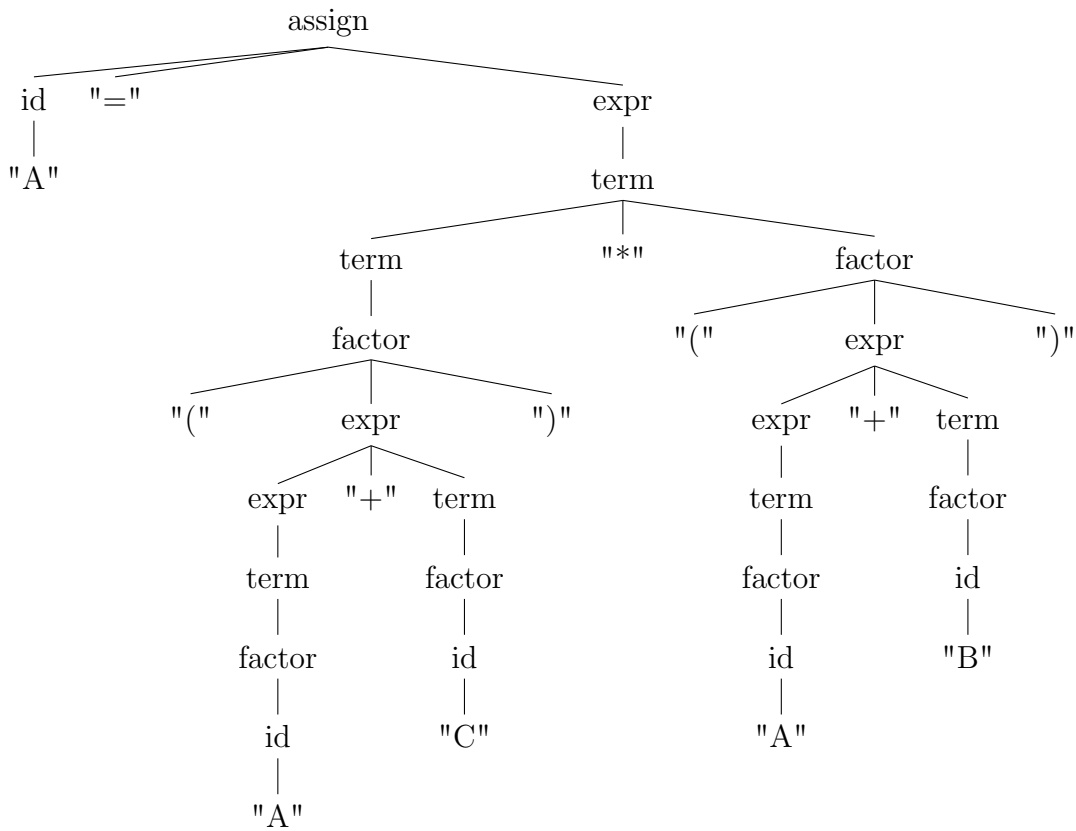 assign
id "=" expr
"A" term
term "*" factor
factor "(" expr ")"
"(" expr ")" expr "+" term
expr "+" term term factor
term factor factor id
factor id id "B"
id "C" "A"
"A"